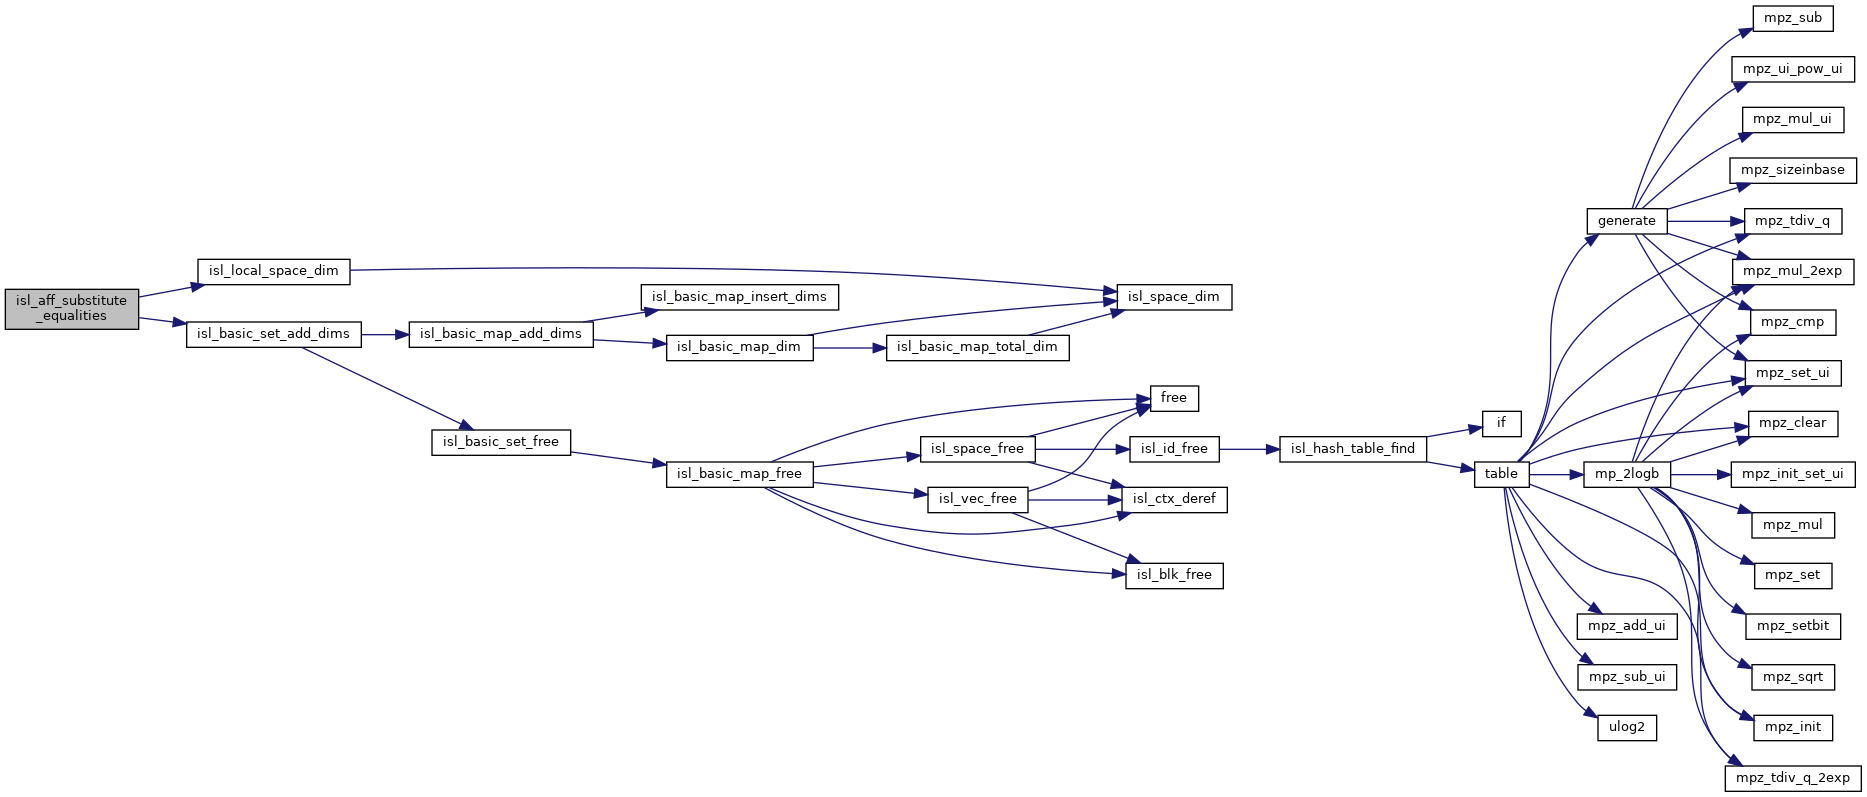 isl_aff_substitute
_equalities
isl_local_space_dim
isl_basic_set_add_dims
isl_basic_map_add_dims
isl_basic_set_free
isl_basic_map_insert_dims
isl_basic_map_dim
isl_basic_map_free
isl_basic_map_total_dim
isl_space_free
isl_vec_free
isl_space_dim
free
isl_id_free
isl_ctx_deref
isl_blk_free
isl_hash_table_find
if
table
generate
mp_2logb
mpz_add_ui
mpz_sub_ui
ulog2
mpz_sub
mpz_ui_pow_ui
mpz_mul_ui
mpz_sizeinbase
mpz_tdiv_q
mpz_mul_2exp
mpz_cmp
mpz_set_ui
mpz_clear
mpz_init_set_ui
mpz_mul
mpz_set
mpz_setbit
mpz_sqrt
mpz_init
mpz_tdiv_q_2exp